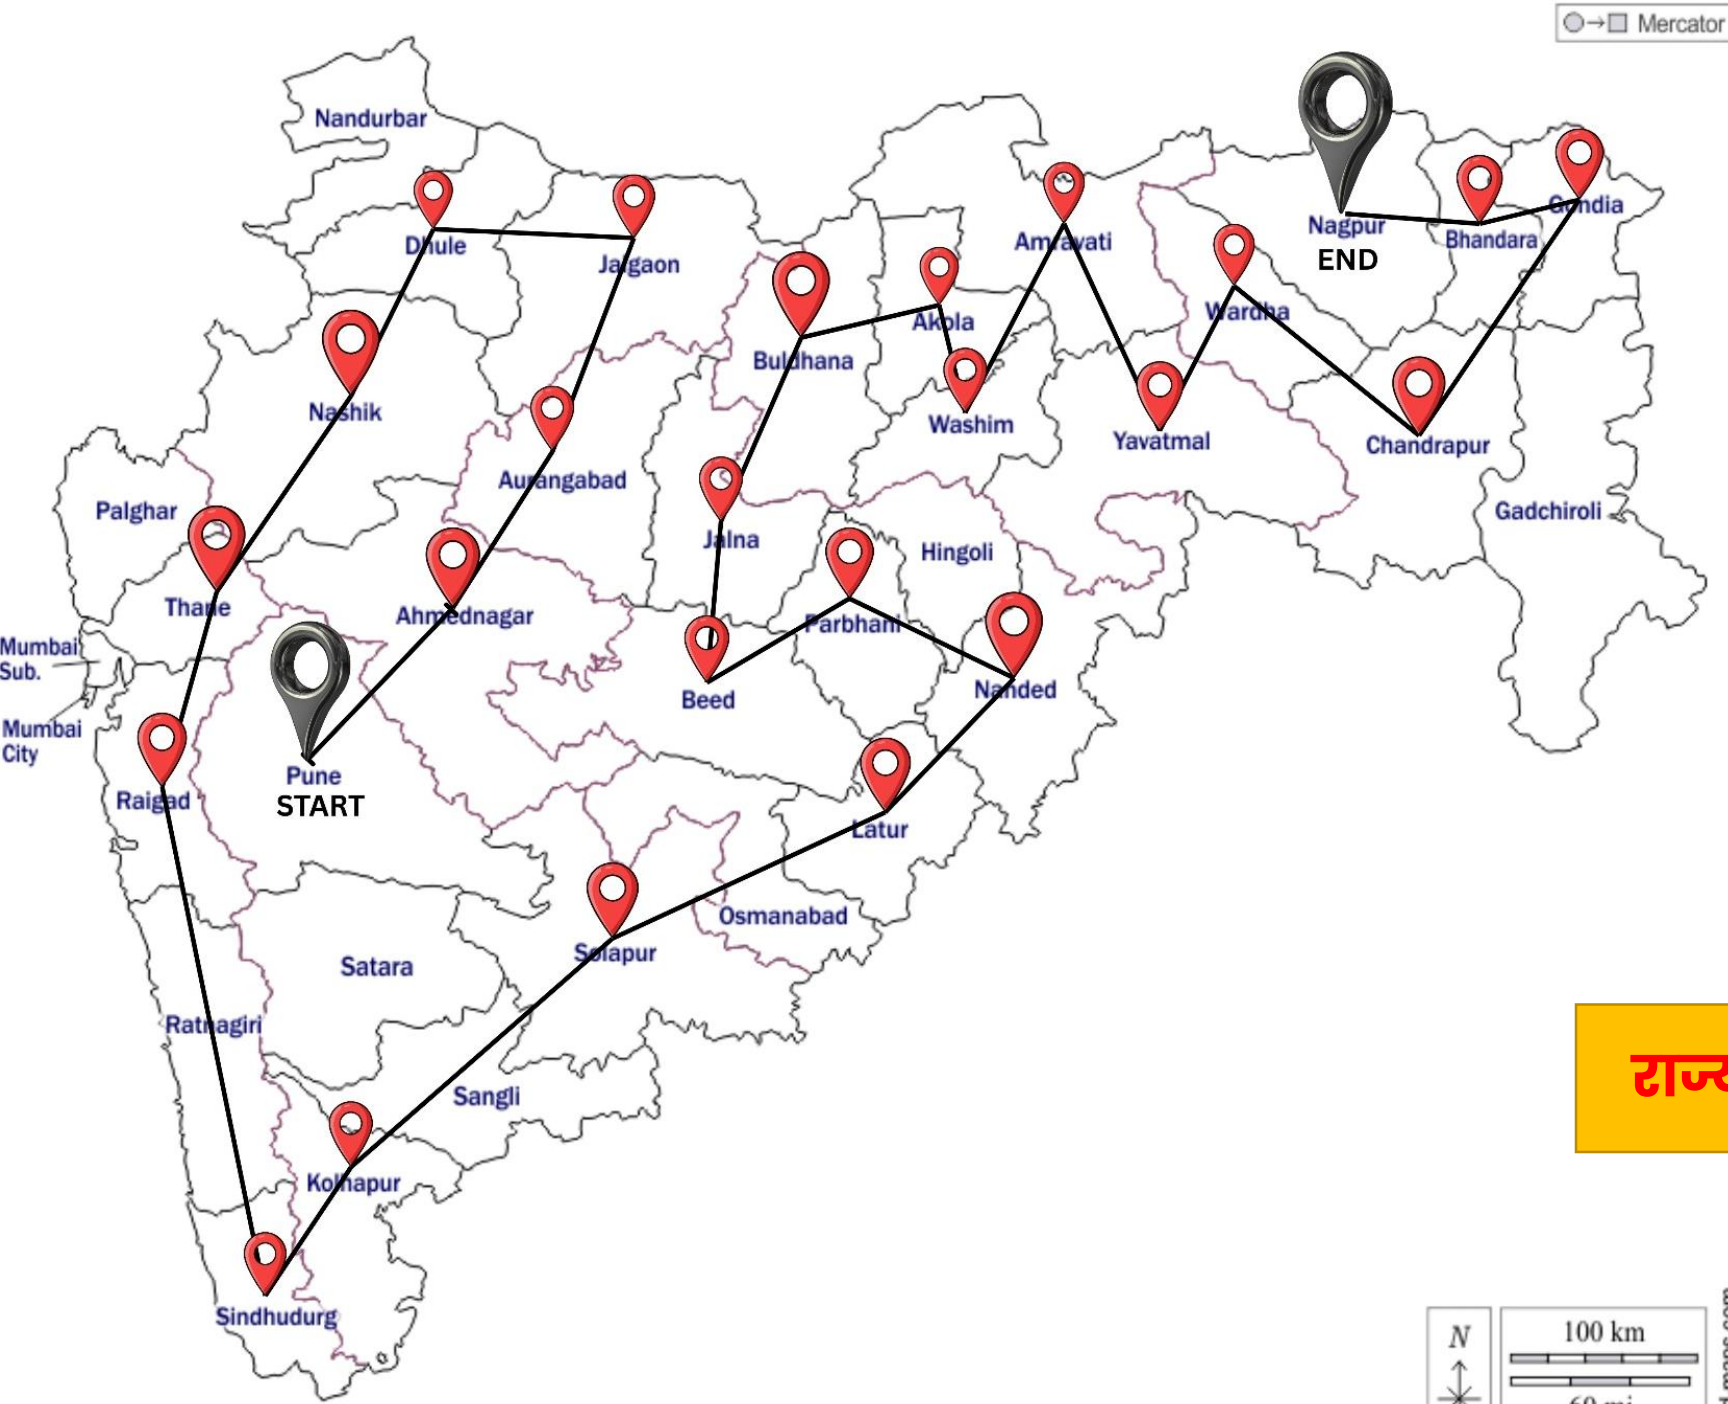 Mercator
Nandurbar
Dhule
Jalgaon
Amravati
Nagpur
END
Bhandara
Gondia
Nashik
Buldhana
Akola
Wardha
Washim
Yavatmal
Chandrapur
Palghar
Aurangabad
Jalna
Hingoli
Gadchiroli
Thane
Ahmednagar
Parbhani
Mumbai
Sub.
Beed
Nanded
Mumbai
City
Pune
START
Raigad
Latur
Osmanabad
Solapur
Satara
Ratnagiri
Sangli
Kolhapur
Sindhudurg
N
100 km
60 mi